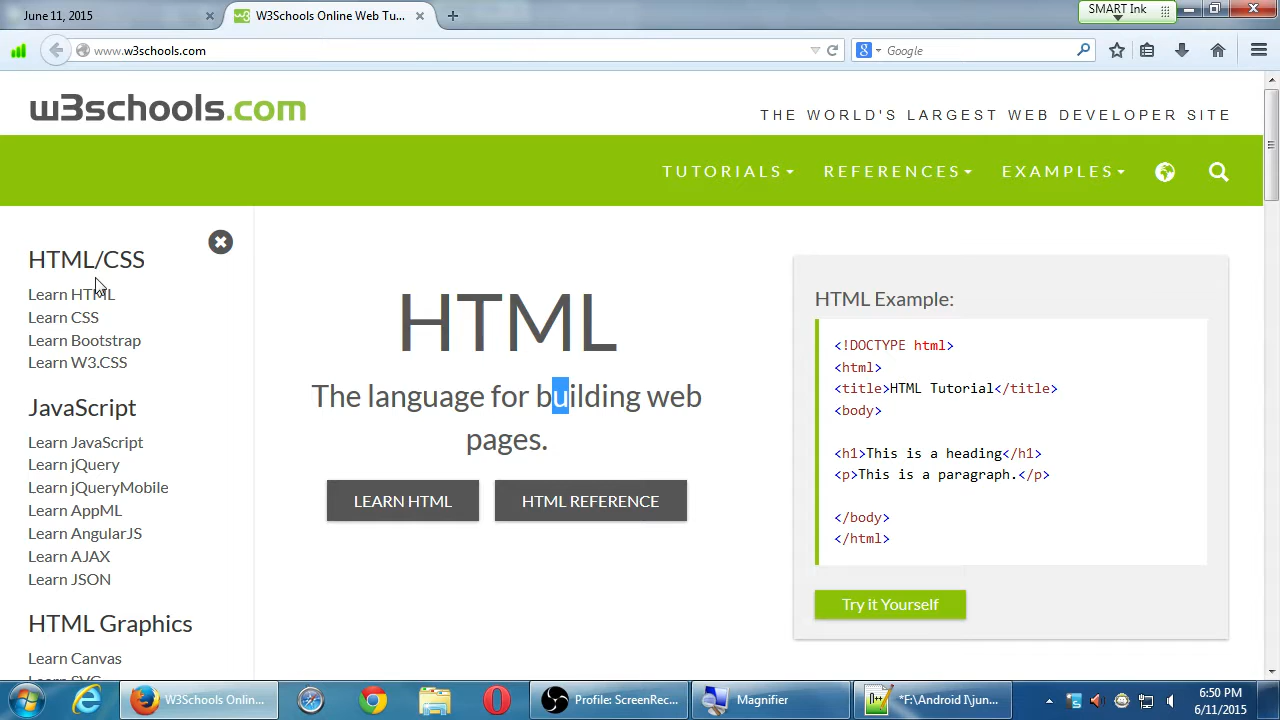 June 11, 2015
W3Schools Online Web Tu...
SMART Ink
www.w3schools.com
Google
w3schools.com
THE WORLD'S LARGEST WEB DEVELOPER SITE
TUTORIALS
REFERENCES
EXAMPLES
HTML/CSS
Learn HTML
Learn CSS
Learn Bootstrap
Learn W3.CSS
JavaScript
Learn JavaScript
Learn jQuery
Learn jQueryMobile
Learn AppML
Learn AngularJS
Learn AJAX
Learn JSON
HTML Graphics
Learn Canvas
Learn SVG
HTML
The language for building web
pages.
LEARN HTML
HTML REFERENCE
HTML Example:
<!DOCTYPE html>
<html>
<title>HTML Tutorial</title>
<body>
<h1>This is a heading</h1>
<p>This is a paragraph.</p>
</body>
</html>
Try it Yourself
W3Schools Onlin...
Profile: ScreenRec...
Magnifier
*F:\Android I\jun...
6:50 PM
6/11/2015